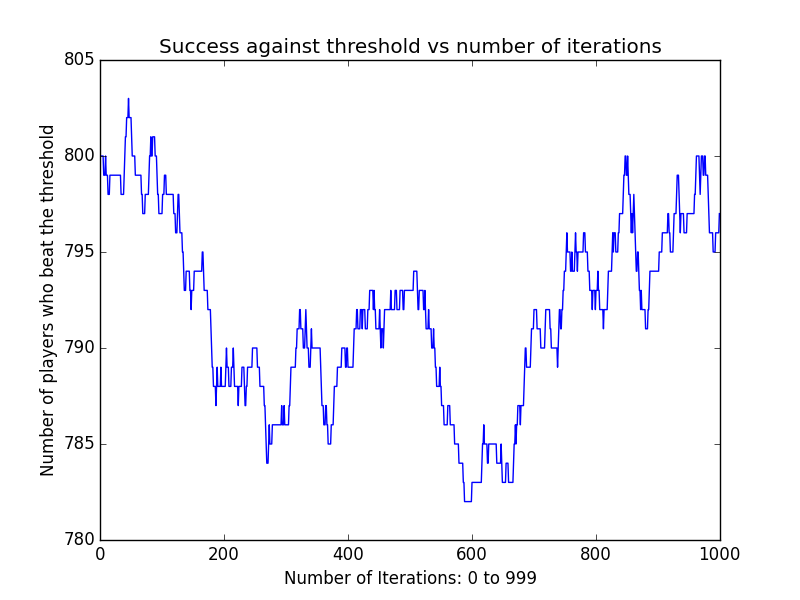 Success against threshold vs number of iterations
805
800
795
790
785
780
Number of players who beat the threshold
0 200 400 600 800 1000
Number of Iterations: 0 to 999